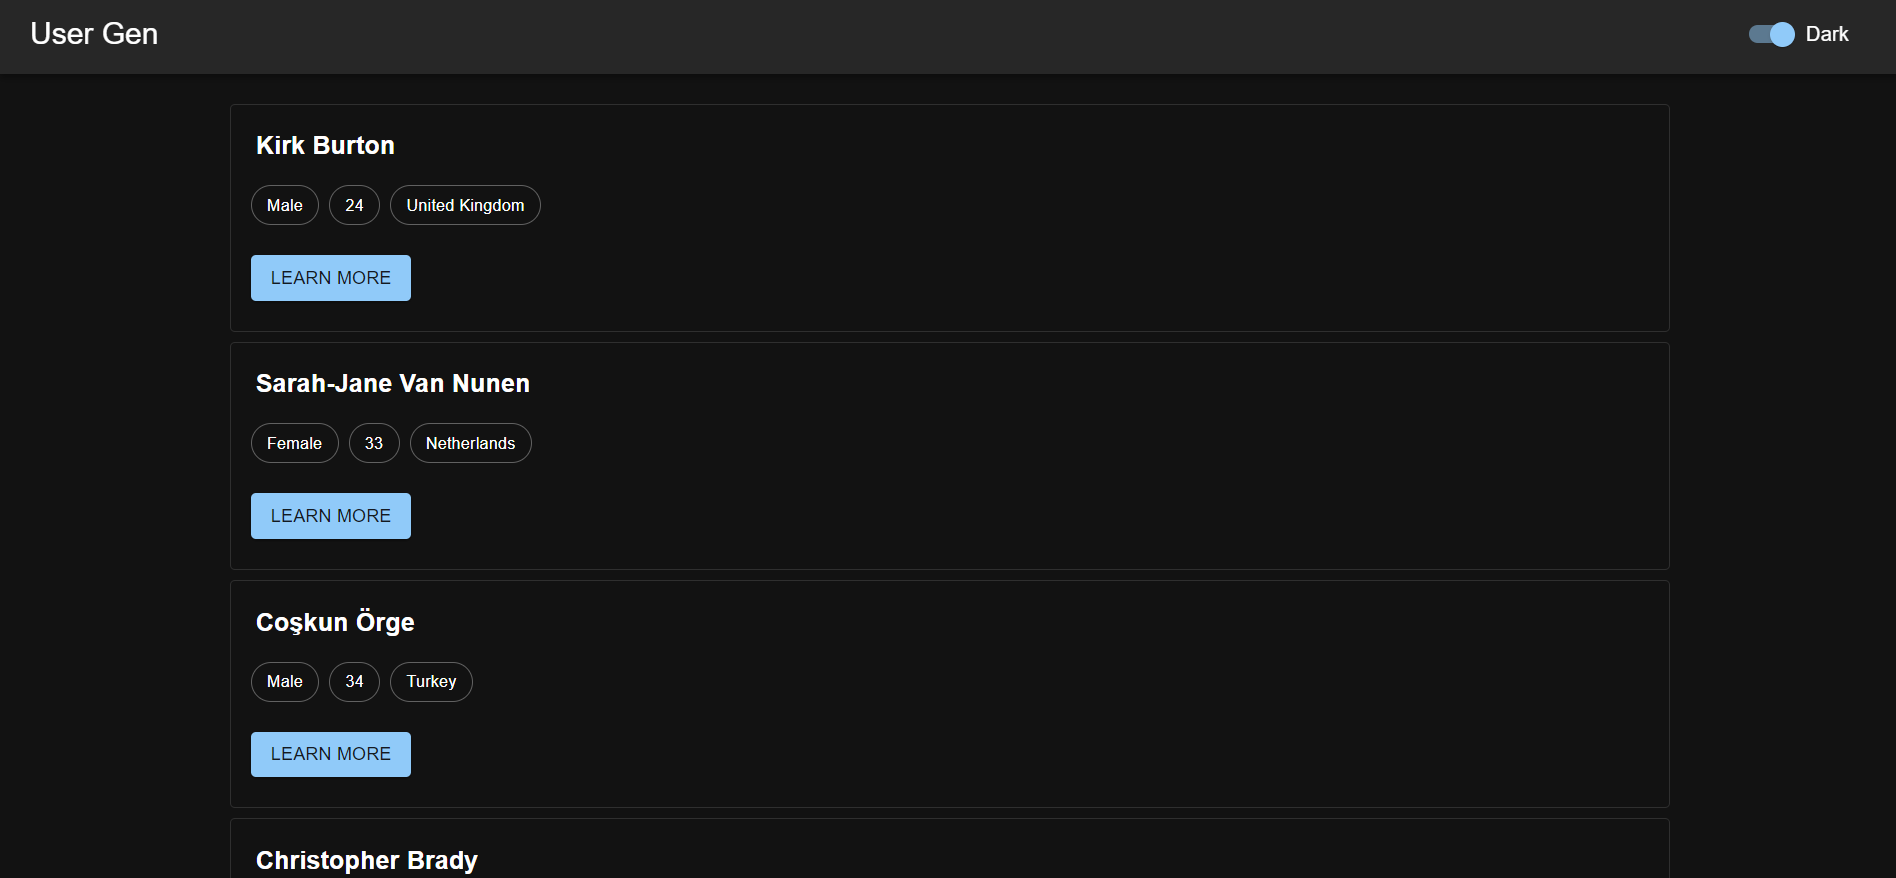 User Gen
Dark
Kirk Burton
Male 24 United Kingdom
LEARN MORE
Sarah-Jane Van Nunen
Female 33 Netherlands
LEARN MORE
Coşkun Örge
Male 34 Turkey
LEARN MORE
Christopher Brady